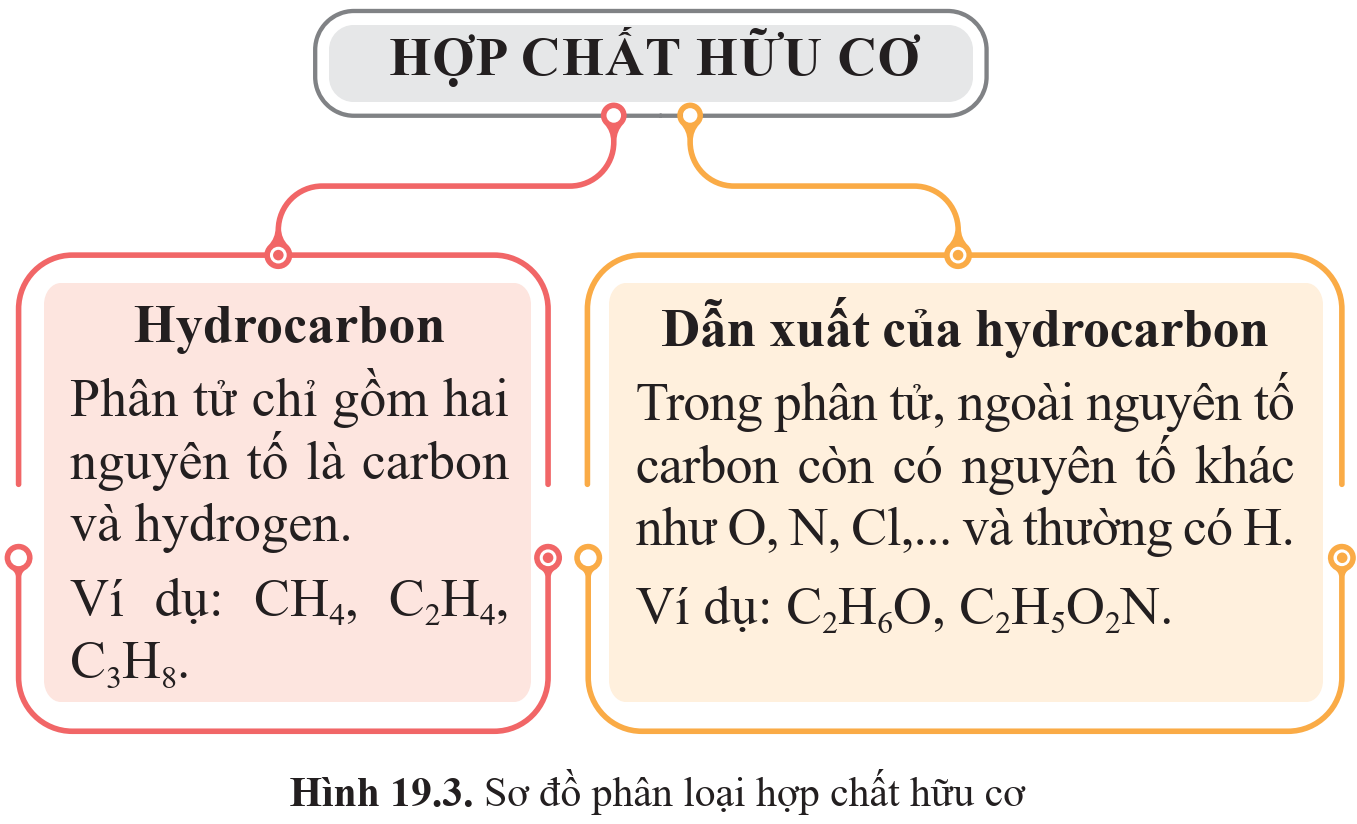 HỢP CHẤT HỮU CƠ
Hydrocarbon
Phân tử chỉ gồm hai
nguyên tố là carbon
và hydrogen.
Ví dụ: CH₄, C₂H₄,
C₃H₈.
Dẫn xuất của hydrocarbon
Trong phân tử, ngoài nguyên tố
carbon còn có nguyên tố khác
như O, N, Cl,... và thường có H.
Ví dụ: C₂H₆O, C₂H₅O₂N.
Hình 19.3. Sơ đồ phân loại hợp chất hữu cơ